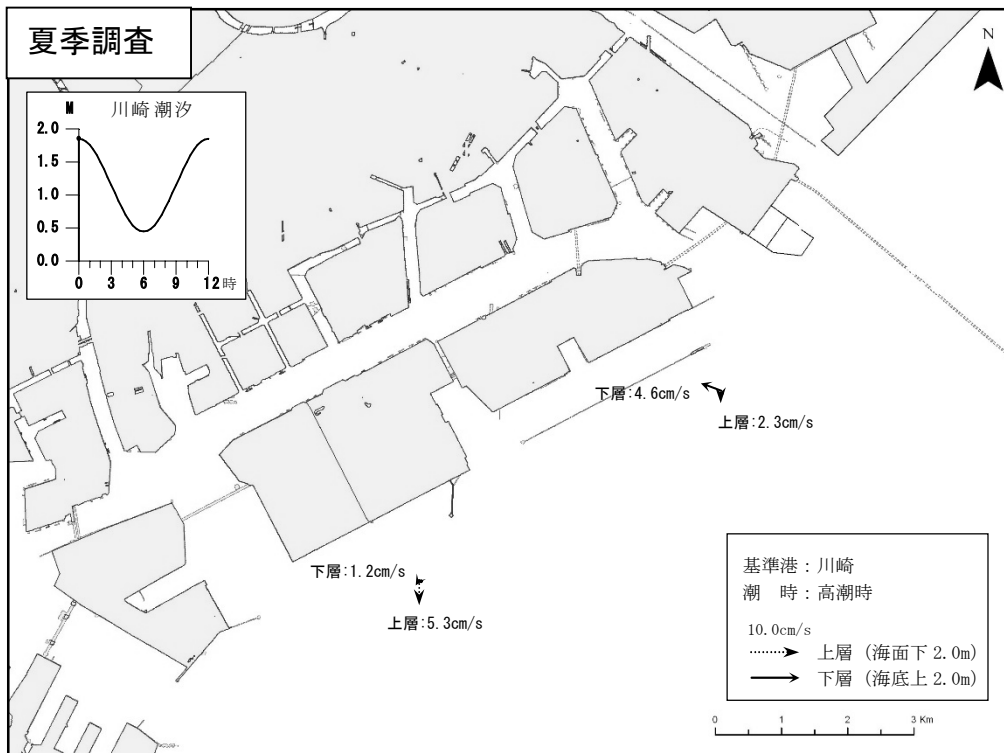 夏季調査
N
M 川崎潮汐
2.0
1.5
1.0
0.5
0.0
0 3 6 9 12 時
下層:4.6cm/s
上層:2.3cm/s
下層:1.2cm/s
上層:5.3cm/s
基準港：川崎
潮　時：高潮時
10.0cm/s
上層（海面下 2.0m）
下層（海底上 2.0m）
0 1 2 3 Km